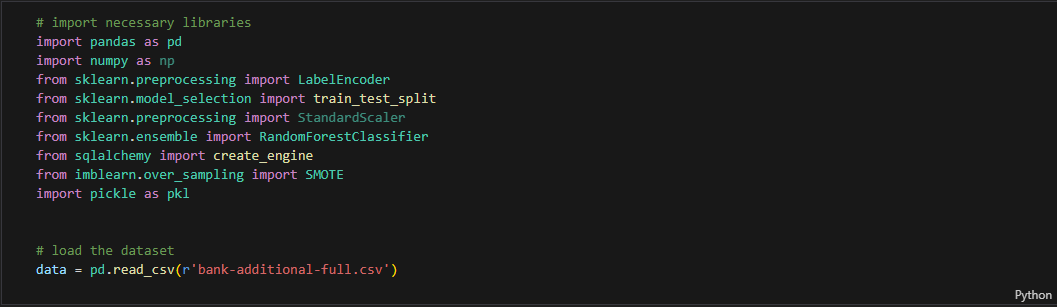 # import necessary libraries
import pandas as pd
import numpy as np
from sklearn.preprocessing import LabelEncoder
from sklearn.model_selection import train_test_split
from sklearn.preprocessing import StandardScaler
from sklearn.ensemble import RandomForestClassifier
from sqlalchemy import create_engine
from imblearn.over_sampling import SMOTE
import pickle as pkl
# load the dataset
data = pd.read_csv(r'bank-additional-full.csv')
Python